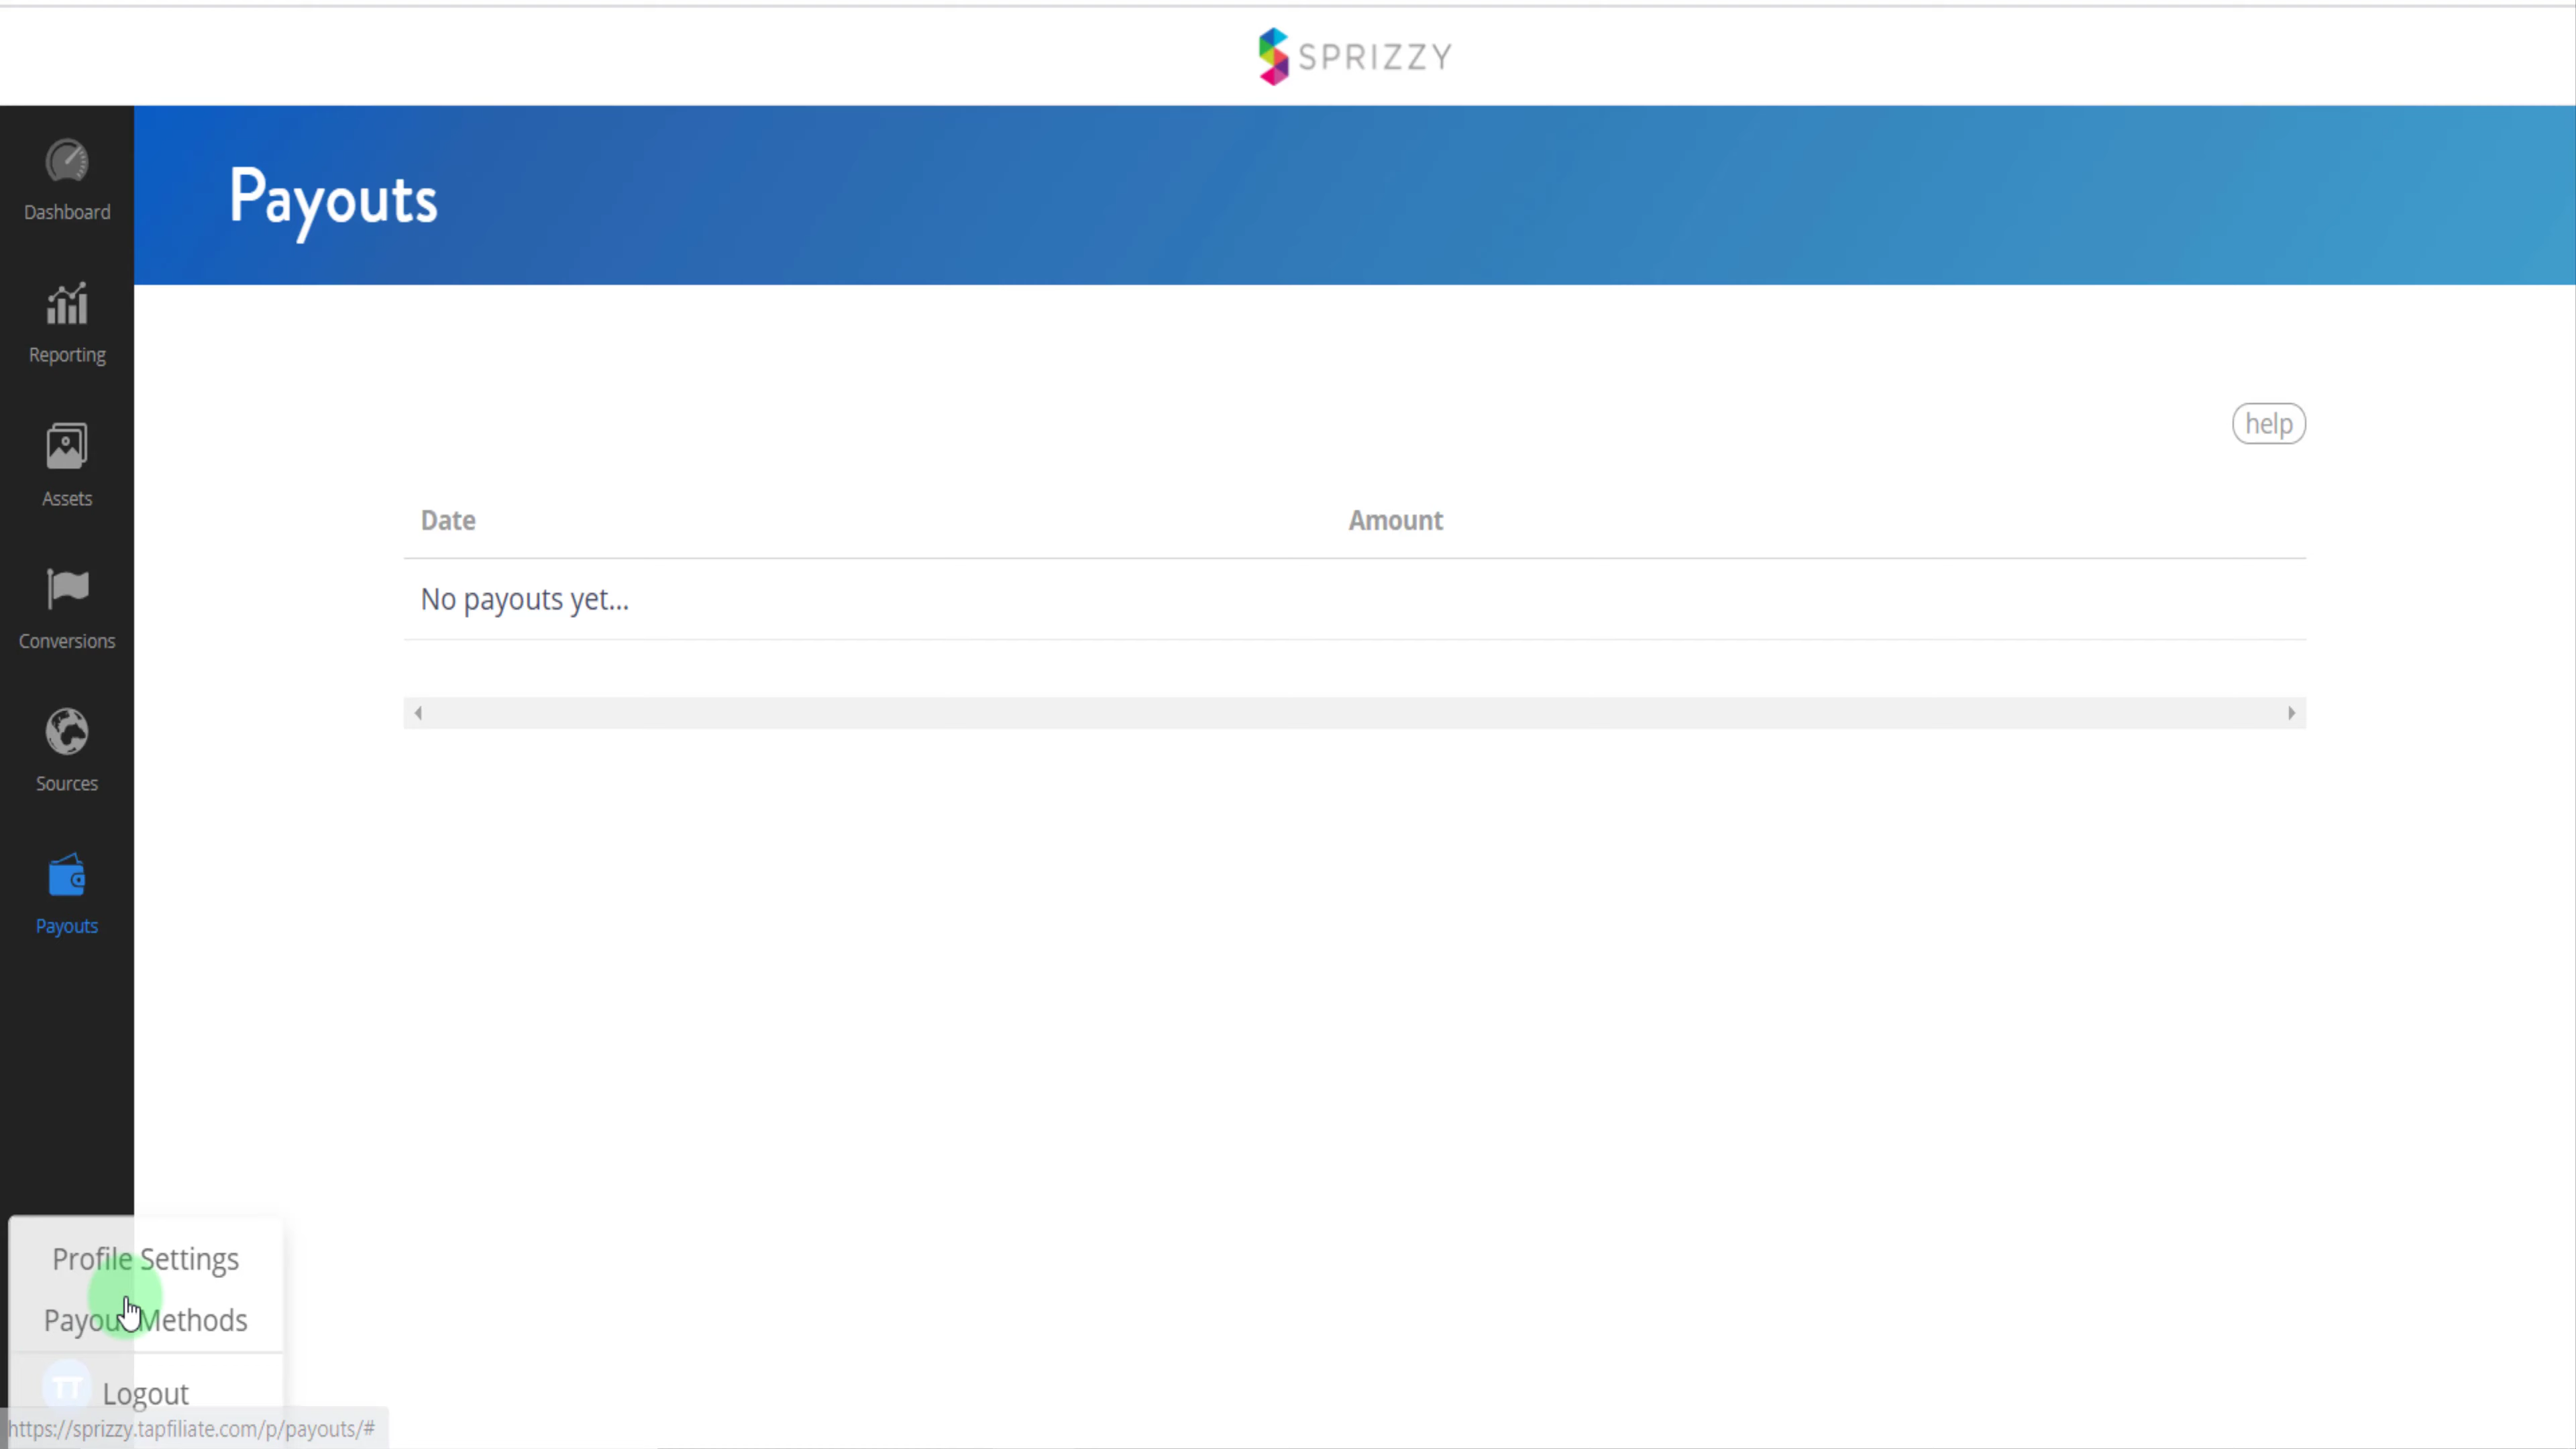 SPRIZZY
Dashboard
Payouts
Reporting
help
Assets
Date Amount
No payouts yet...
Conversions
Sources
Payouts
Profile Settings
Payout Methods
TT
Logout
https://sprizzy.tapfiliate.com/p/payouts/#